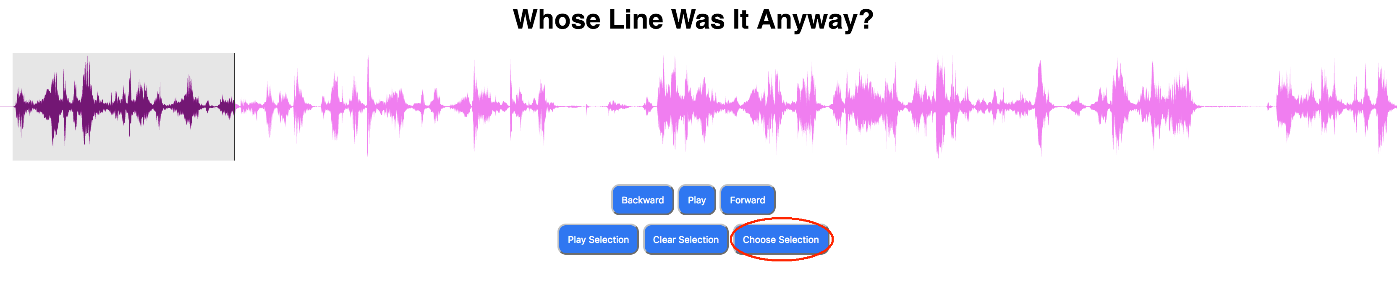 Whose Line Was It Anyway?
Backward Play Forward
Play Selection Clear Selection Choose Selection